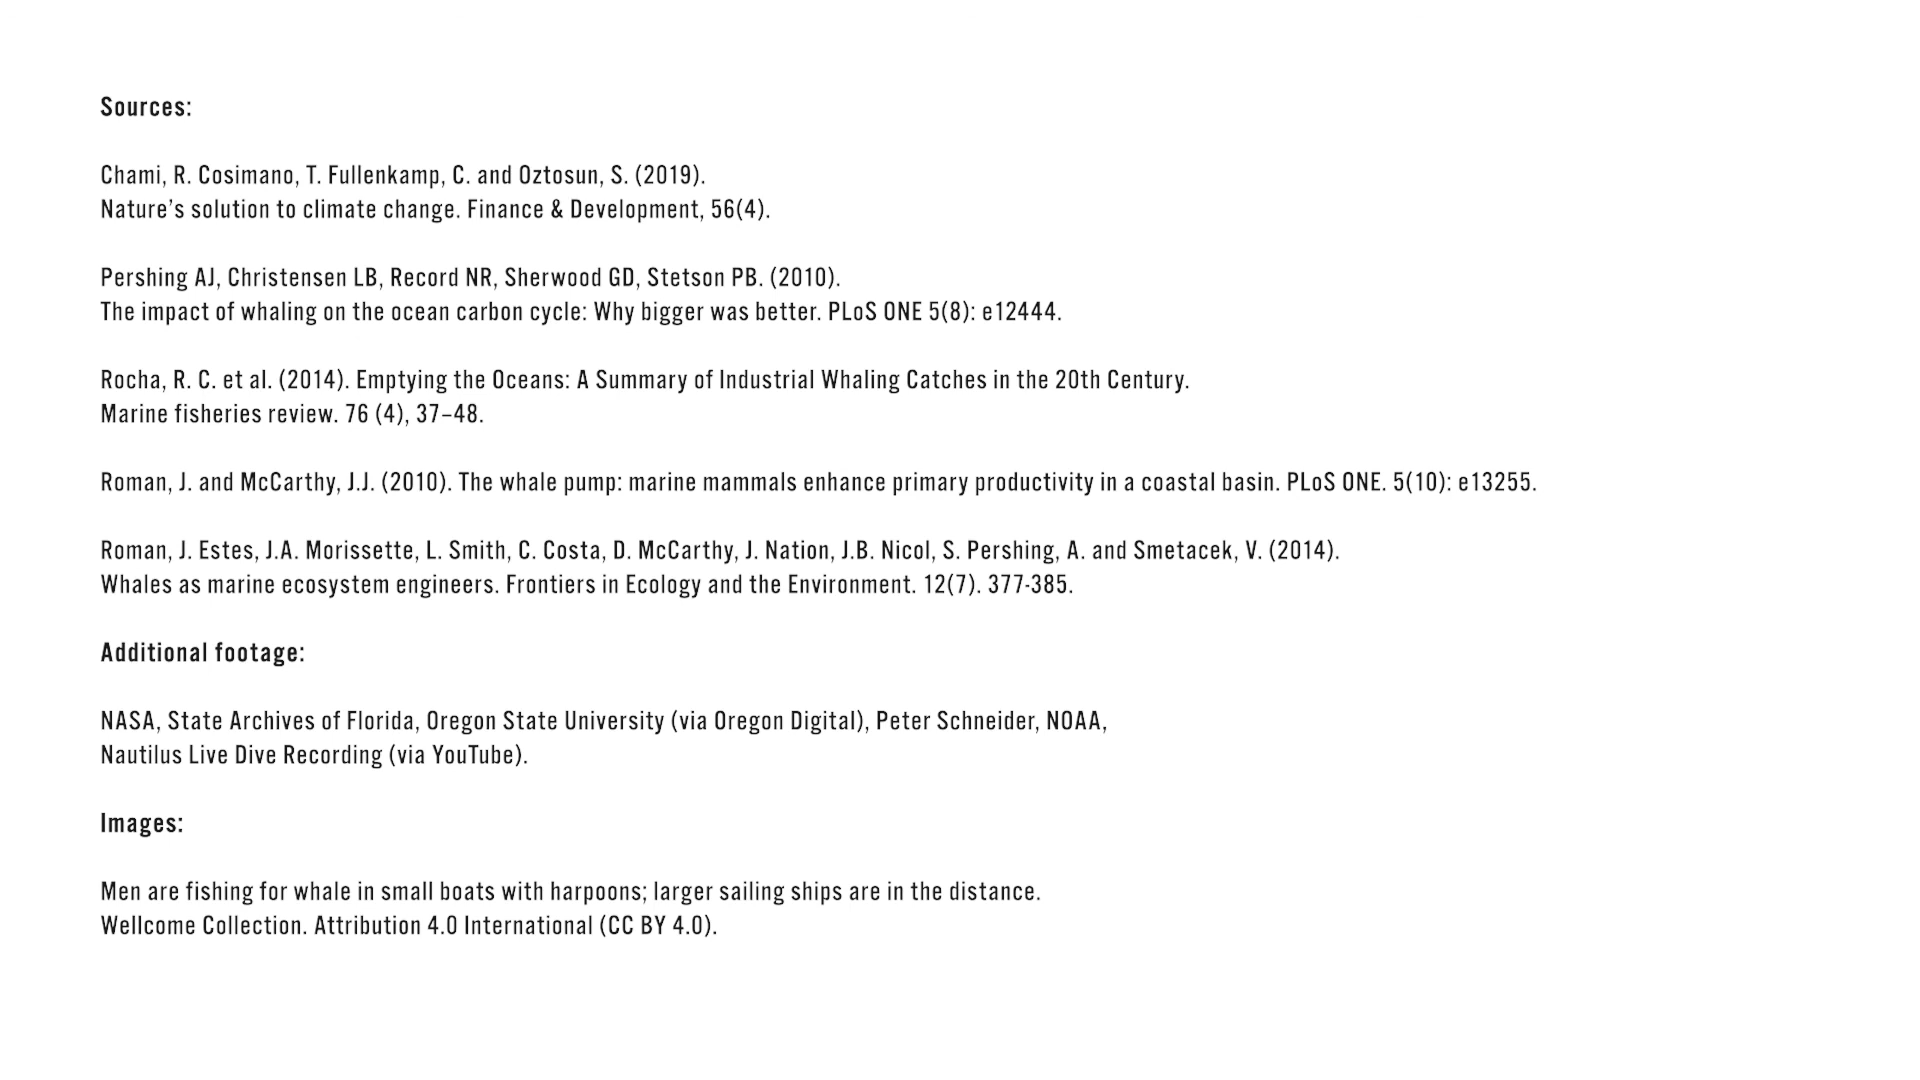 Sources:
Chami, R. Cosimano, T. Fullenkamp, C. and Oztosun, S. (2019).
Nature’s solution to climate change. Finance & Development, 56(4).
Pershing AJ, Christensen LB, Record NR, Sherwood GD, Stetson PB. (2010).
The impact of whaling on the ocean carbon cycle: Why bigger was better. PLoS ONE 5(8): e12444.
Rocha, R. C. et al. (2014). Emptying the Oceans: A Summary of Industrial Whaling Catches in the 20th Century.
Marine fisheries review. 76 (4), 37–48.
Roman, J. and McCarthy, J.J. (2010). The whale pump: marine mammals enhance primary productivity in a coastal basin. PLoS ONE. 5(10): e13255.
Roman, J. Estes, J.A. Morissette, L. Smith, C. Costa, D. McCarthy, J. Nation, J.B. Nicol, S. Pershing, A. and Smetacek, V. (2014).
Whales as marine ecosystem engineers. Frontiers in Ecology and the Environment. 12(7). 377-385.
Additional footage:
NASA, State Archives of Florida, Oregon State University (via Oregon Digital), Peter Schneider, NOAA,
Nautilus Live Dive Recording (via YouTube).
Images:
Men are fishing for whale in small boats with harpoons; larger sailing ships are in the distance.
Wellcome Collection. Attribution 4.0 International (CC BY 4.0).